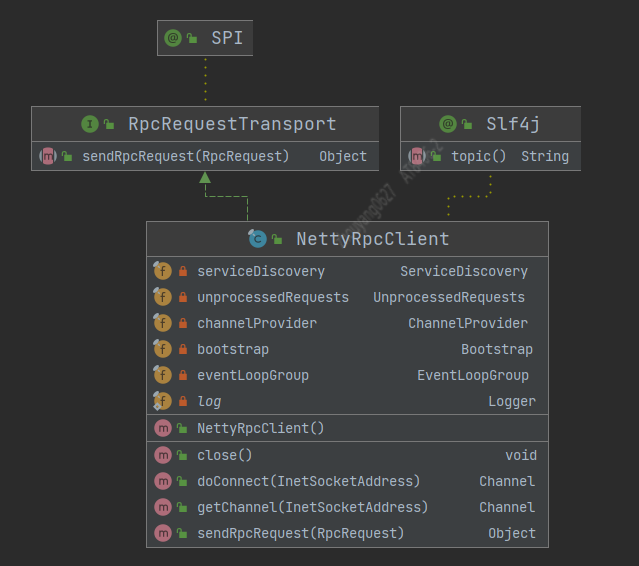 SPI
RpcRequestTransport
sendRpcRequest(RpcRequest) Object
Slf4j
topic() String
NettyRpcClient
serviceDiscovery ServiceDiscovery
unprocessedRequests UnprocessedRequests
channelProvider ChannelProvider
bootstrap Bootstrap
eventLoopGroup EventLoopGroup
log Logger
NettyRpcClient()
close() void
doConnect(InetSocketAddress) Channel
getChannel(InetSocketAddress) Channel
sendRpcRequest(RpcRequest) Object